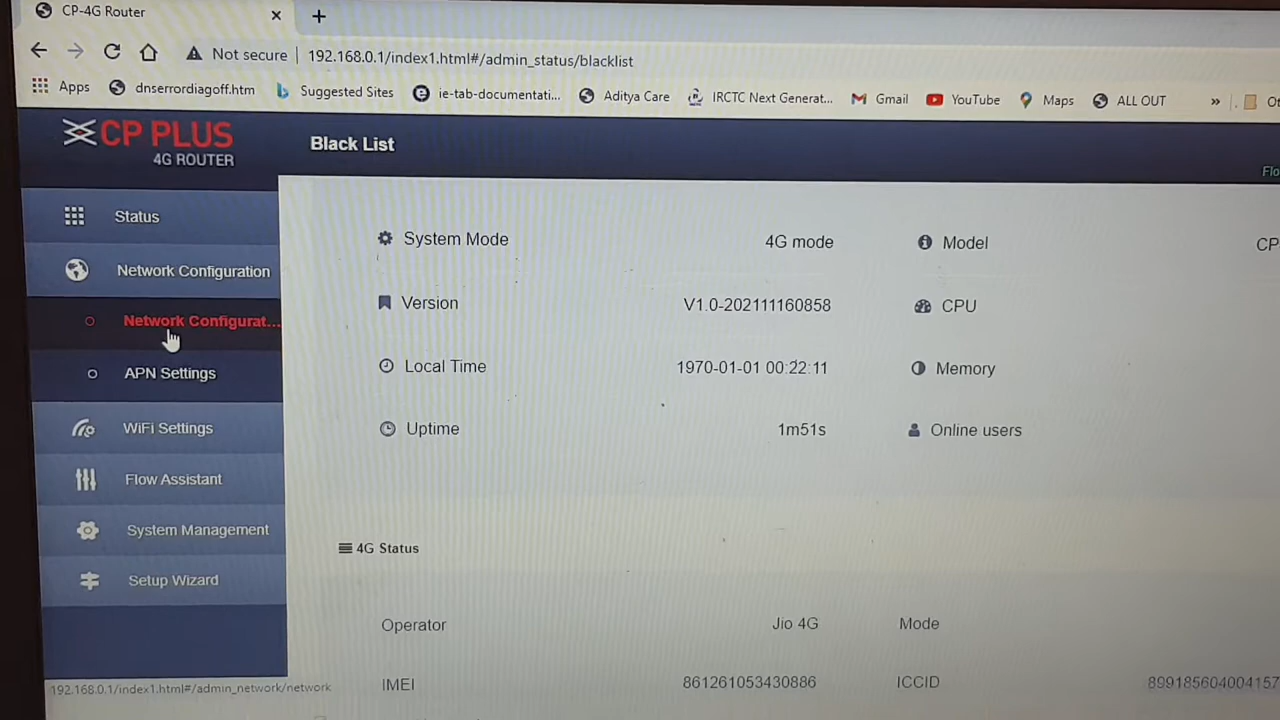 CP-4G Router
Not secure
192.168.0.1/index1.html#/admin_status/blacklist
Apps
dnserrordiagoff.htm
Suggested Sites
ie-tab-documentati...
Aditya Care
IRCTC Next Generat...
Gmail
YouTube
Maps
ALL OUT
»
CP PLUS
4G ROUTER
Black List
Flo
Status
Network Configuration
Network Configurat...
APN Settings
WiFi Settings
Flow Assistant
System Management
Setup Wizard
System Mode
4G mode
Model
CP
Version
V1.0-202111160858
CPU
Local Time
1970-01-01 00:22:11
Memory
Uptime
1m51s
Online users
4G Status
Operator
Jio 4G
Mode
IMEI
861261053430886
ICCID
899185604004157
192.168.0.1/index1.html#/admin_network/network